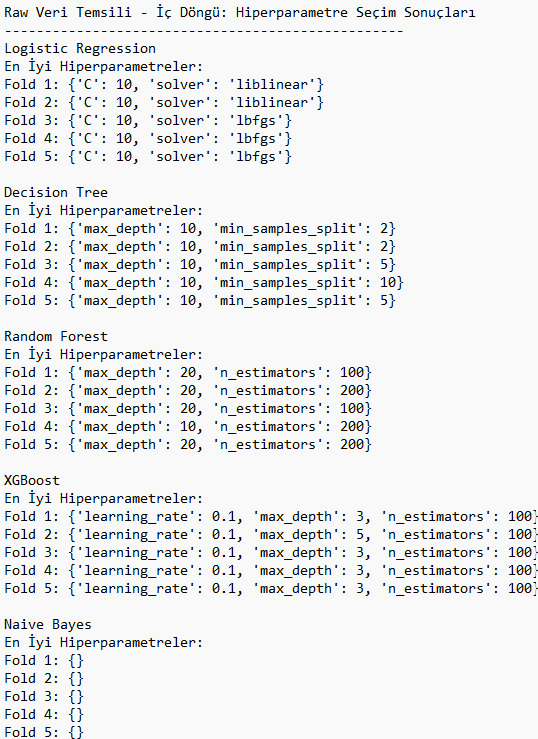 Raw Veri Temsili - İç Döngü: Hiperparametre Seçim Sonuçları
--------------------------------------------------
Logistic Regression
En İyi Hiperparametreler:
Fold 1: {'C': 10, 'solver': 'liblinear'}
Fold 2: {'C': 10, 'solver': 'liblinear'}
Fold 3: {'C': 10, 'solver': 'lbfgs'}
Fold 4: {'C': 10, 'solver': 'lbfgs'}
Fold 5: {'C': 10, 'solver': 'lbfgs'}
Decision Tree
En İyi Hiperparametreler:
Fold 1: {'max_depth': 10, 'min_samples_split': 2}
Fold 2: {'max_depth': 10, 'min_samples_split': 2}
Fold 3: {'max_depth': 10, 'min_samples_split': 5}
Fold 4: {'max_depth': 10, 'min_samples_split': 10}
Fold 5: {'max_depth': 10, 'min_samples_split': 5}
Random Forest
En İyi Hiperparametreler:
Fold 1: {'max_depth': 20, 'n_estimators': 100}
Fold 2: {'max_depth': 20, 'n_estimators': 200}
Fold 3: {'max_depth': 20, 'n_estimators': 100}
Fold 4: {'max_depth': 10, 'n_estimators': 200}
Fold 5: {'max_depth': 20, 'n_estimators': 200}
XGBoost
En İyi Hiperparametreler:
Fold 1: {'learning_rate': 0.1, 'max_depth': 3, 'n_estimators': 100}
Fold 2: {'learning_rate': 0.1, 'max_depth': 5, 'n_estimators': 100}
Fold 3: {'learning_rate': 0.1, 'max_depth': 3, 'n_estimators': 100}
Fold 4: {'learning_rate': 0.1, 'max_depth': 3, 'n_estimators': 100}
Fold 5: {'learning_rate': 0.1, 'max_depth': 3, 'n_estimators': 100}
Naive Bayes
En İyi Hiperparametreler:
Fold 1: {}
Fold 2: {}
Fold 3: {}
Fold 4: {}
Fold 5: {}